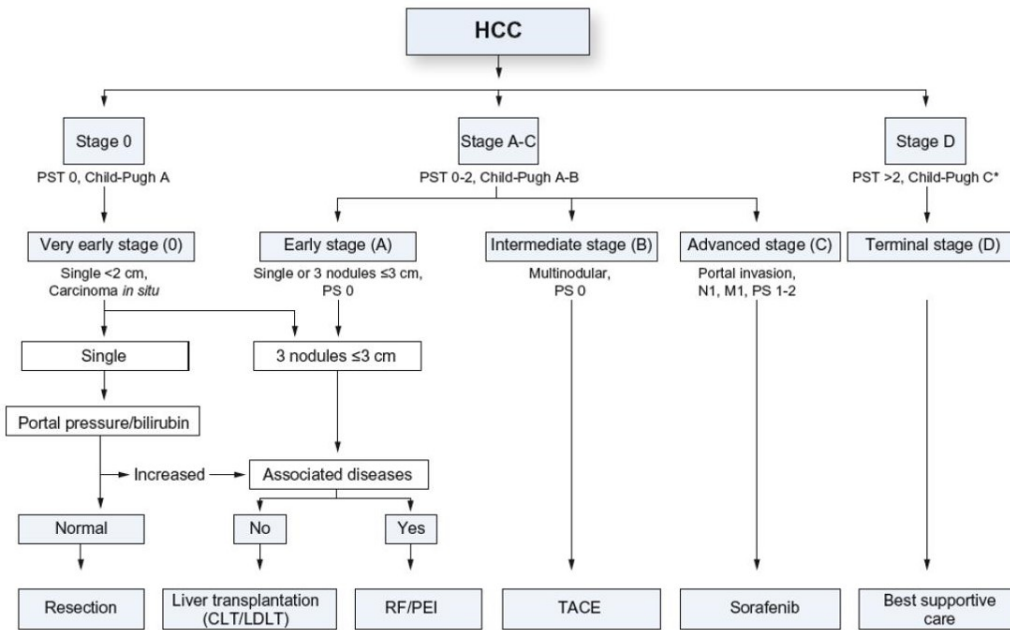 HCC
Stage 0
Stage A-C
Stage D
PST 0, Child-Pugh A
PST 0-2, Child-Pugh A-B
PST >2, Child-Pugh C*
Very early stage (0)
Early stage (A)
Intermediate stage (B)
Advanced stage (C)
Terminal stage (D)
Single <2 cm,
Carcinoma in situ
Single or 3 nodules ≤3 cm,
PS 0
Multinodular,
PS 0
Portal invasion,
N1, M1, PS 1-2
Single
3 nodules ≤3 cm
Portal pressure/bilirubin
Increased
Associated diseases
Normal
No
Yes
Resection
Liver transplantation
(CLT/LDLT)
RF/PEI
TACE
Sorafenib
Best supportive
care